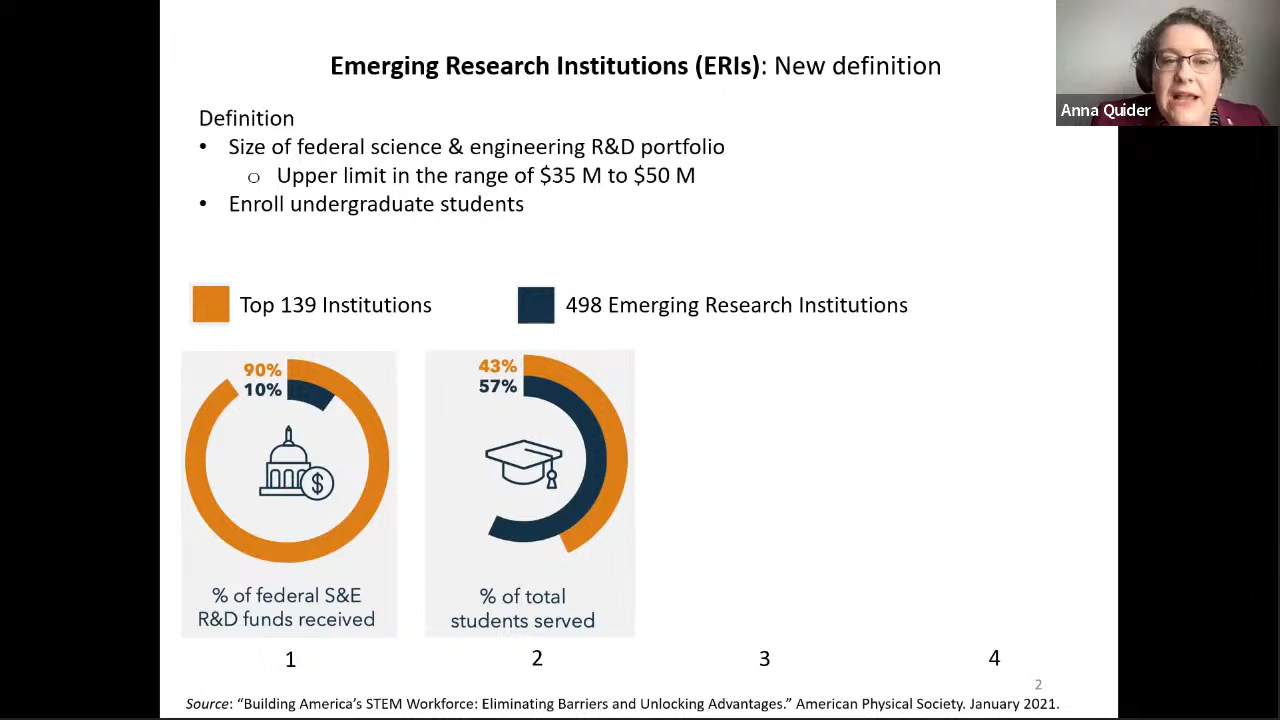 Emerging Research Institutions (ERIs): New definition
Anna Quider
Definition
• Size of federal science & engineering R&D portfolio
o Upper limit in the range of $35 M to $50 M
• Enroll undergraduate students
Top 139 Institutions
498 Emerging Research Institutions
90%
10%
$
% of federal S&E
R&D funds received
1
43%
57%
% of total
students served
2
3
4
2
Source: “Building America’s STEM Workforce: Eliminating Barriers and Unlocking Advantages.” American Physical Society. January 2021.